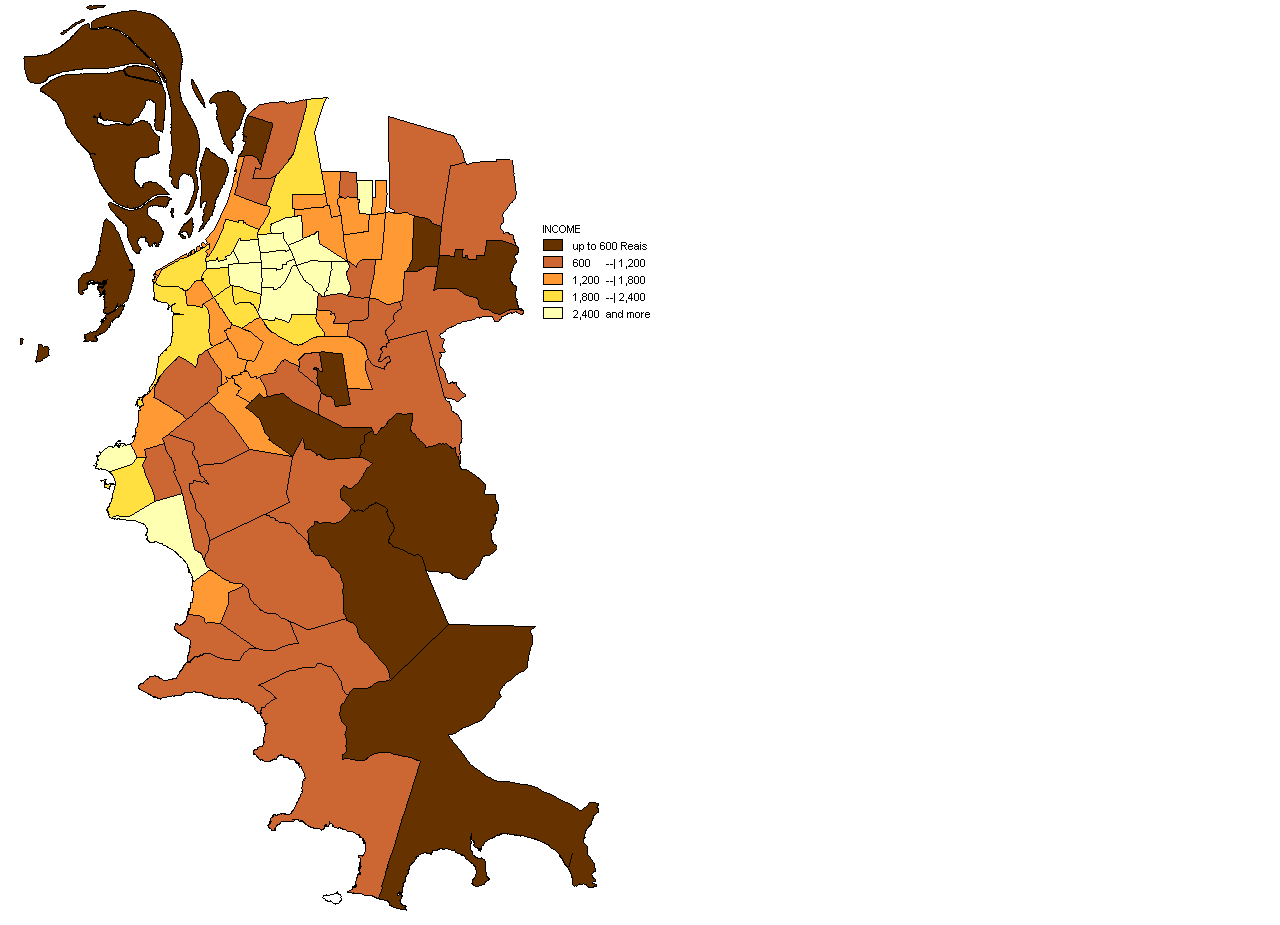 INCOME
up to 600 Reais
600 --| 1,200
1,200 --| 1,800
1,800 --| 2,400
2,400 and more